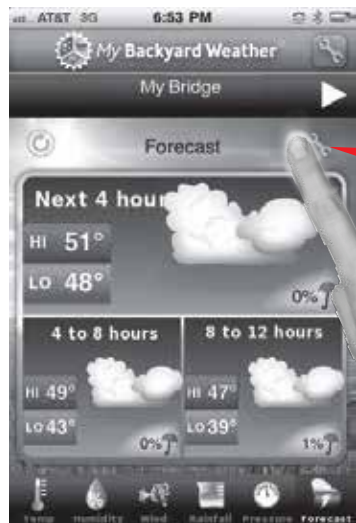 AT&T 3G 6:53 PM
My Backyard Weather
My Bridge
Forecast
Next 4 hour
HI 51°
LO 48°
0%
4 to 8 hours 8 to 12 hours
HI 49° HI 47°
LO 43° LO 39°
0% 1%
Temp Humidity Wind Rainfall Pressure Forecast